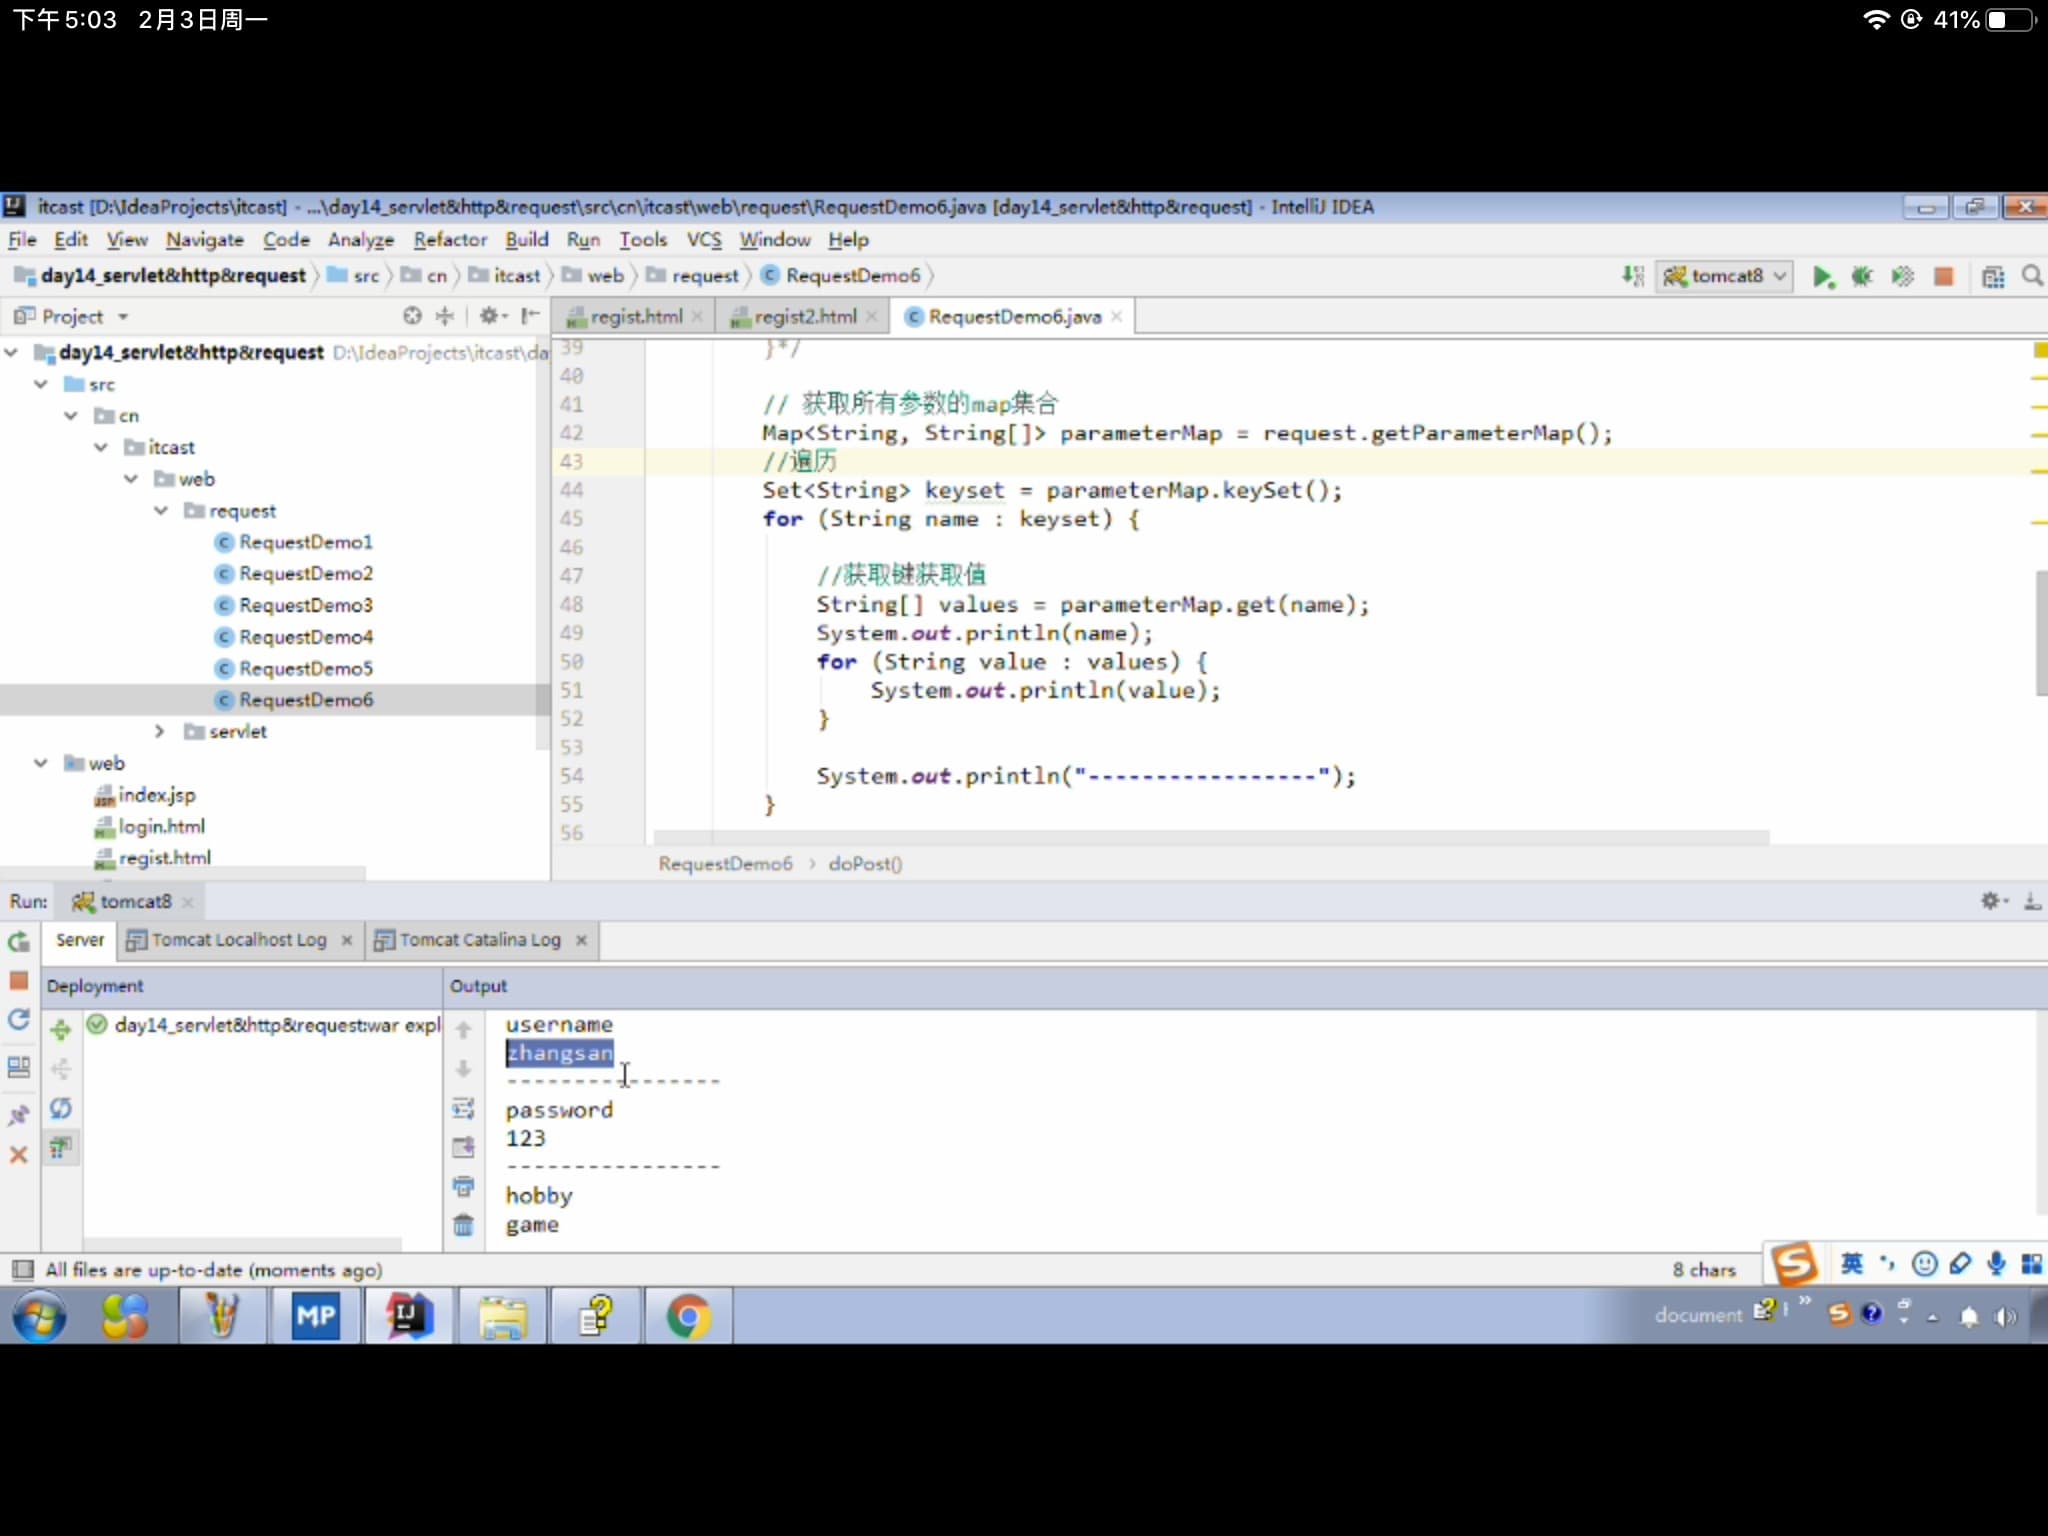 下午5:03 2月3日周一
41%
itcast [D:\IdeaProjects\itcast] - ...\day14_servlet&http&request\src\cn\itcast\web\request\RequestDemo6.java [day14_servlet&http&request] - IntelliJ IDEA
File Edit View Navigate Code Analyze Refactor Build Run Tools VCS Window Help
day14_servlet&http&request src cn itcast web request RequestDemo6
tomcat8
Project
regist.html regist2.html RequestDemo6.java
day14_servlet&http&request D:\IdeaProjects\itcast\da
src
cn
itcast
web
request
RequestDemo1
RequestDemo2
RequestDemo3
RequestDemo4
RequestDemo5
RequestDemo6
servlet
web
index.jsp
login.html
regist.html
39 }*/
40
41 // 获取所有参数的map集合
42 Map<String, String[]> parameterMap = request.getParameterMap();
43 //遍历
44 Set<String> keyset = parameterMap.keySet();
45 for (String name : keyset) {
46
47 //获取键获取值
48 String[] values = parameterMap.get(name);
49 System.out.println(name);
50 for (String value : values) {
51 System.out.println(value);
52 }
53
54 System.out.println("-----------------");
55 }
56
RequestDemo6 › doPost()
Run: tomcat8
Server Tomcat Localhost Log Tomcat Catalina Log
Deployment
Output
day14_servlet&http&request:war expl
username
zhangsan
----------------
password
123
----------------
hobby
game
All files are up-to-date (moments ago)
8 chars
英
MP
document